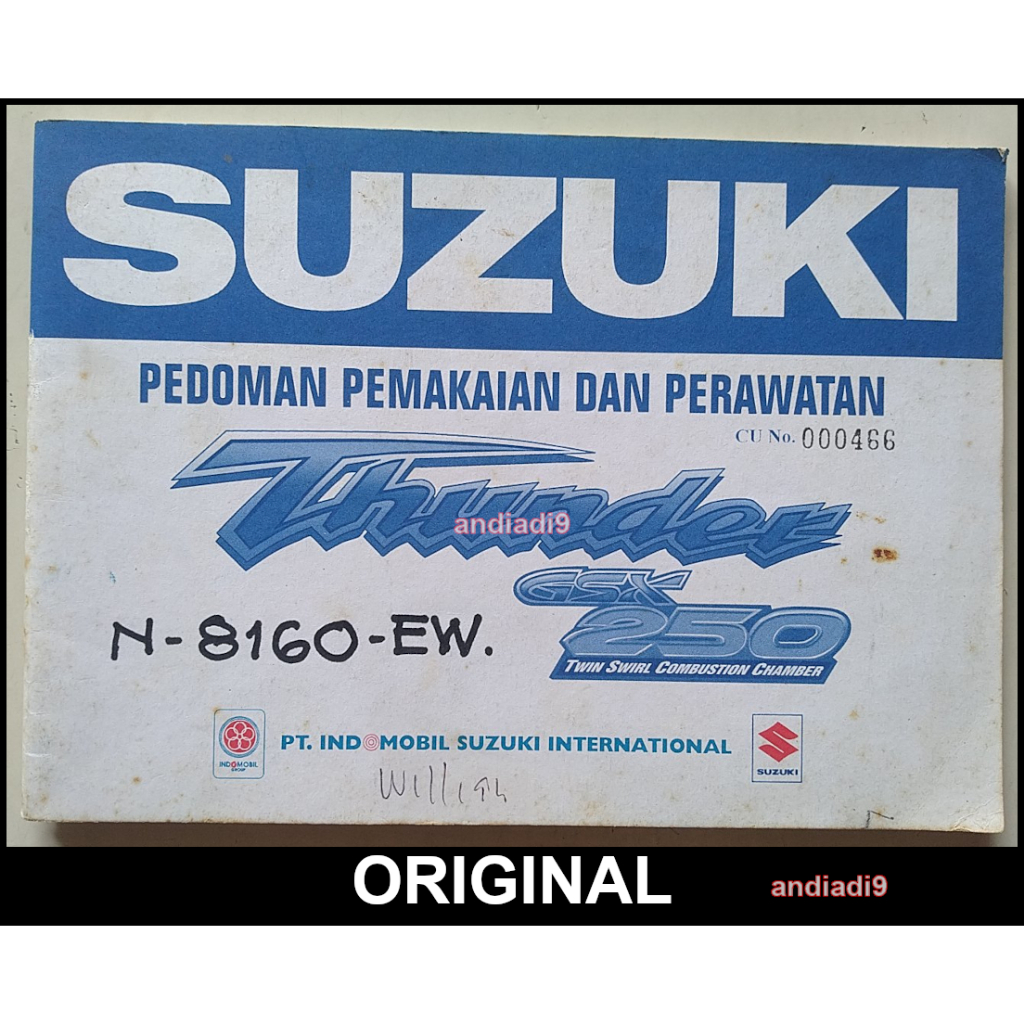 SUZUKI
PEDOMAN PEMAKAIAN DAN PERAWATAN
CU No. 000466
Thunder
andiadi9
GSX
250
TWIN SWIRL COMBUSTION CHAMBER
N-8160-EW.
INDOMOBIL
GROUP
PT. INDOMOBIL SUZUKI INTERNATIONAL
SUZUKI
ORIGINAL
andiadi9